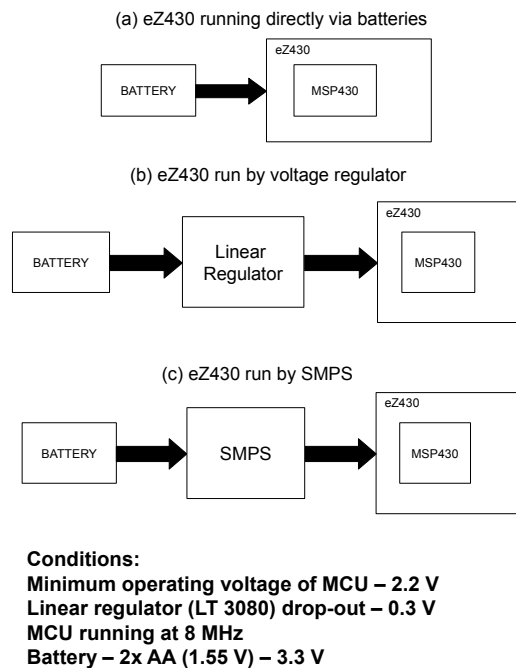 (a) eZ430 running directly via batteries
eZ430
BATTERY
MSP430
(b) eZ430 run by voltage regulator
eZ430
BATTERY
Linear
Regulator
MSP430
(c) eZ430 run by SMPS
eZ430
BATTERY
SMPS
MSP430
Conditions:
Minimum operating voltage of MCU – 2.2 V
Linear regulator (LT 3080) drop-out – 0.3 V
MCU running at 8 MHz
Battery – 2x AA (1.55 V) – 3.3 V